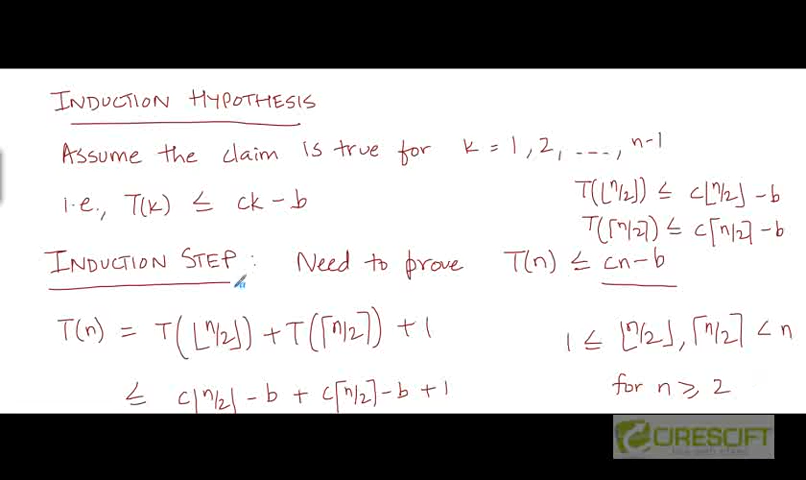 INDUCTION HYPOTHESIS
Assume the claim is true for k = 1, 2, ...., n-1
i.e., T(k) ≤ ck - b
T(⌊n/2⌋) ≤ c⌊n/2⌋ - b
T(⌈n/2⌉) ≤ c⌈n/2⌉ - b
INDUCTION STEP : Need to prove T(n) ≤ cn - b
T(n) = T(⌊n/2⌋) + T(⌈n/2⌉) + 1
1 ≤ ⌊n/2⌋, ⌈n/2⌉ < n
≤ c⌊n/2⌋ - b + c⌈n/2⌉ - b + 1
for n ≥ 2
CIRESCIFT